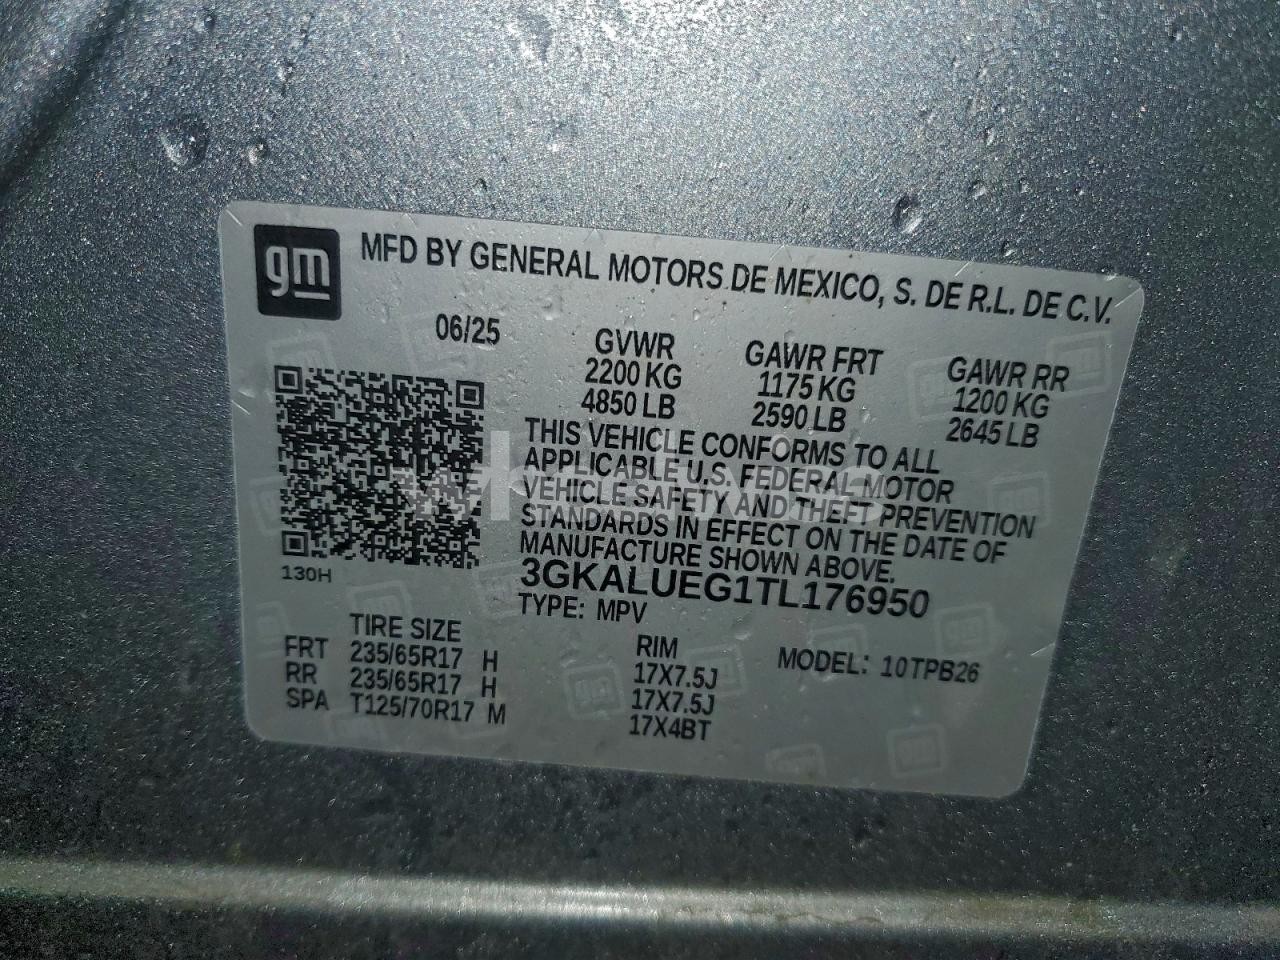 gm MFD BY GENERAL MOTORS DE MEXICO, S. DE R.L. DE C.V.
06/25 GVWR GAWR FRT GAWR RR
2200 KG 1175 KG 1200 KG
4850 LB 2590 LB 2645 LB
THIS VEHICLE CONFORMS TO ALL
APPLICABLE U.S. FEDERAL MOTOR
VEHICLE SAFETY AND THEFT PREVENTION
STANDARDS IN EFFECT ON THE DATE OF
MANUFACTURE SHOWN ABOVE.
3GKALUEG1TL176950
130H
TYPE: MPV
TIRE SIZE RIM MODEL: 10TPB26
FRT 235/65R17 H 17X7.5J
RR 235/65R17 H 17X7.5J
SPA T125/70R17 M 17X4BT